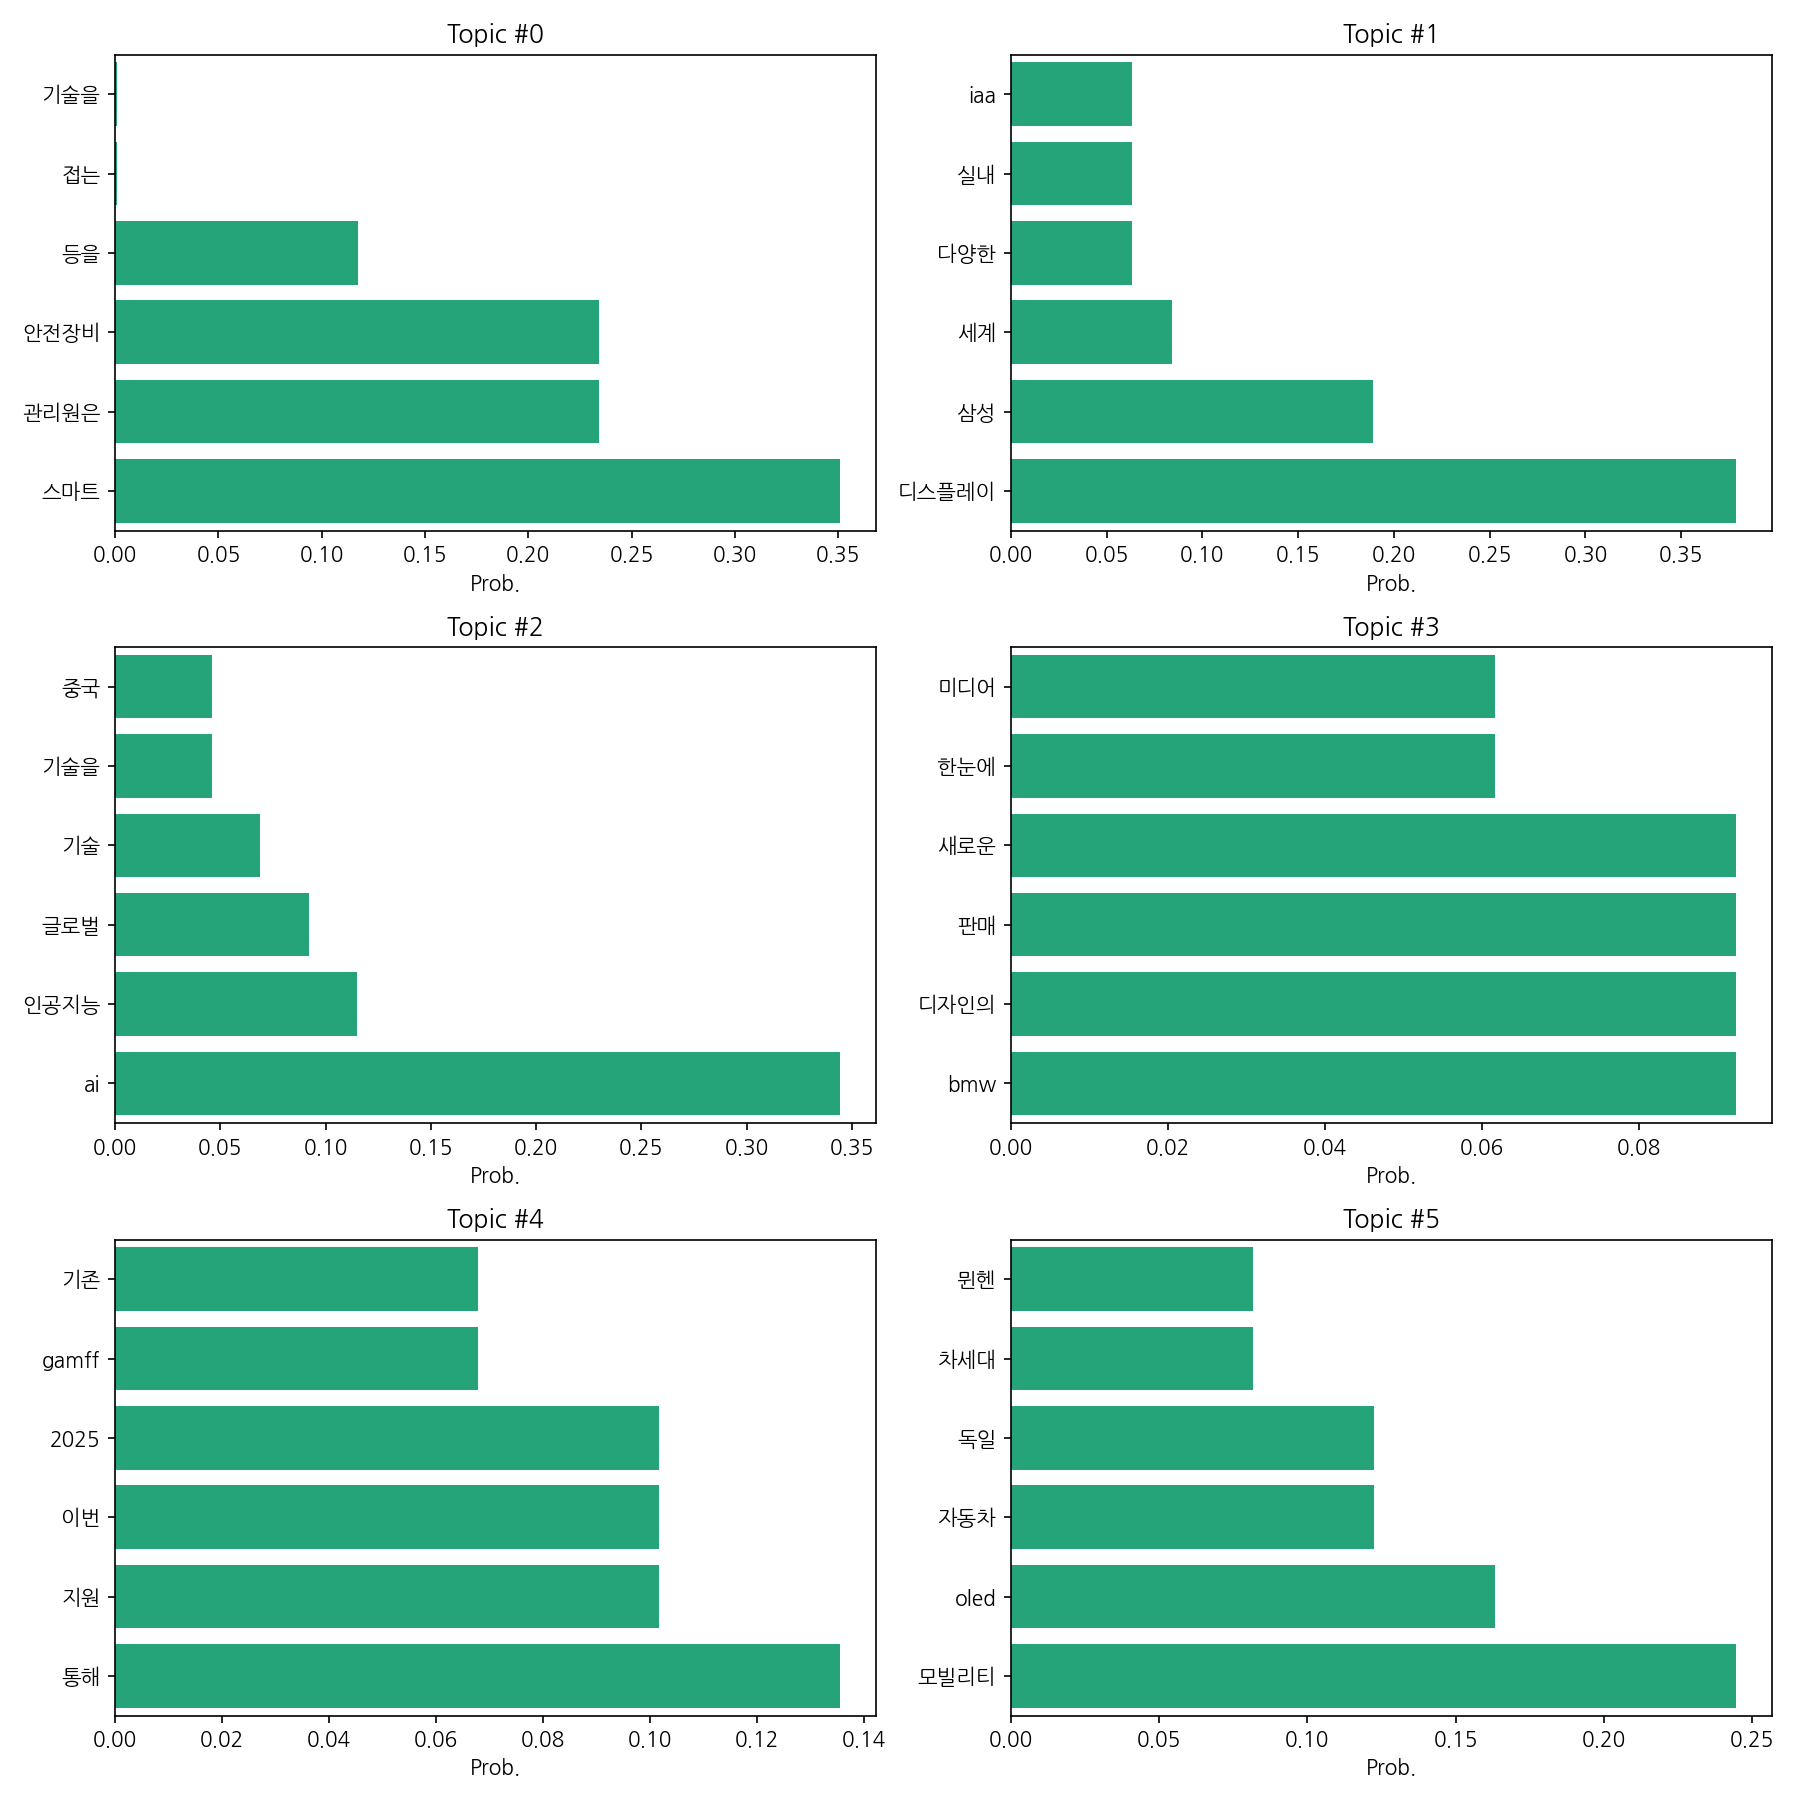 Topic #0
기술을
접는
등을
안전장비
관리원은
스마트
0.00 0.05 0.10 0.15 0.20 0.25 0.30 0.35
Prob.
Topic #1
iaa
실내
다양한
세계
삼성
디스플레이
0.00 0.05 0.10 0.15 0.20 0.25 0.30 0.35
Prob.
Topic #2
중국
기술을
기술
글로벌
인공지능
ai
0.00 0.05 0.10 0.15 0.20 0.25 0.30 0.35
Prob.
Topic #3
미디어
한눈에
새로운
판매
디자인의
bmw
0.00 0.02 0.04 0.06 0.08
Prob.
Topic #4
기존
gamff
2025
이번
지원
통해
0.00 0.02 0.04 0.06 0.08 0.10 0.12 0.14
Prob.
Topic #5
뮌헨
차세대
독일
자동차
oled
모빌리티
0.00 0.05 0.10 0.15 0.20 0.25
Prob.